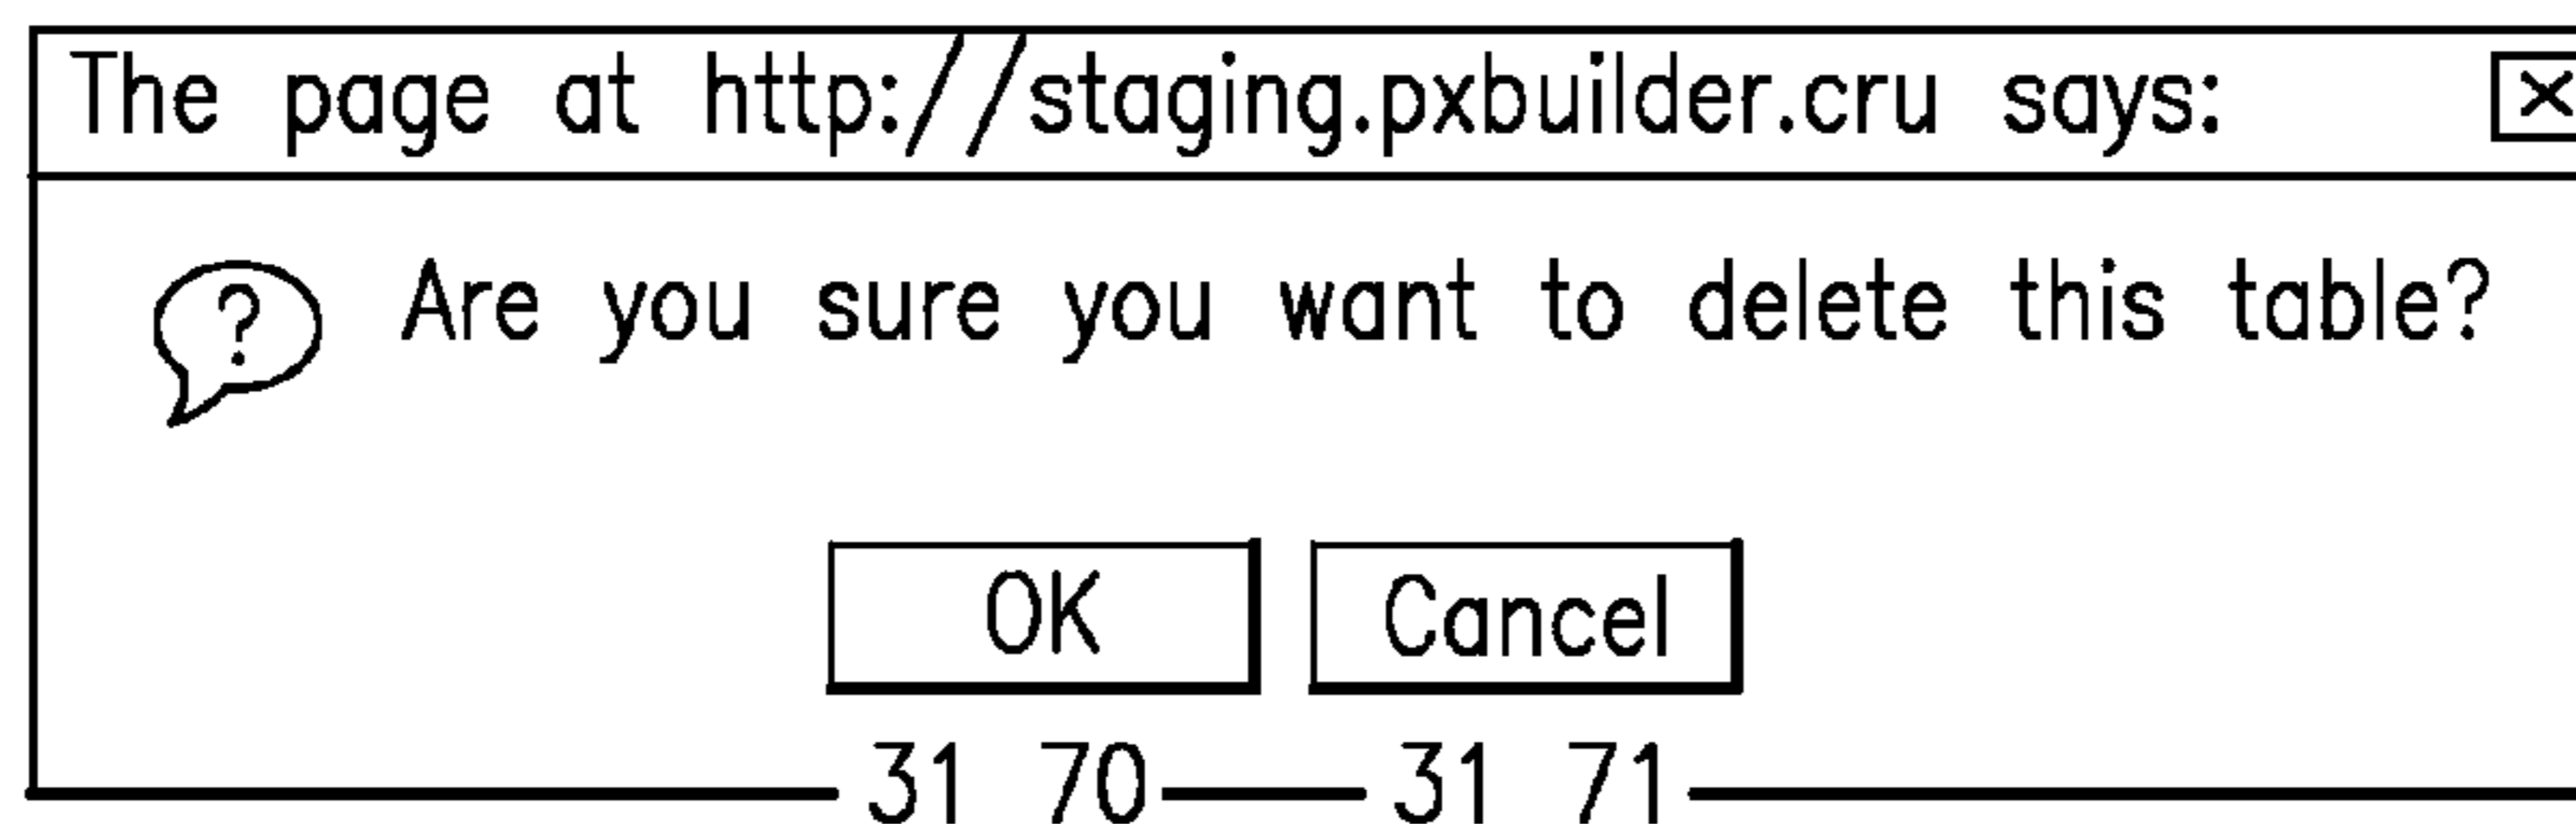 The page at http://staging.pxbuilder.cru says:
? Are you sure you want to delete this table?
OK Cancel
31 70 31 71